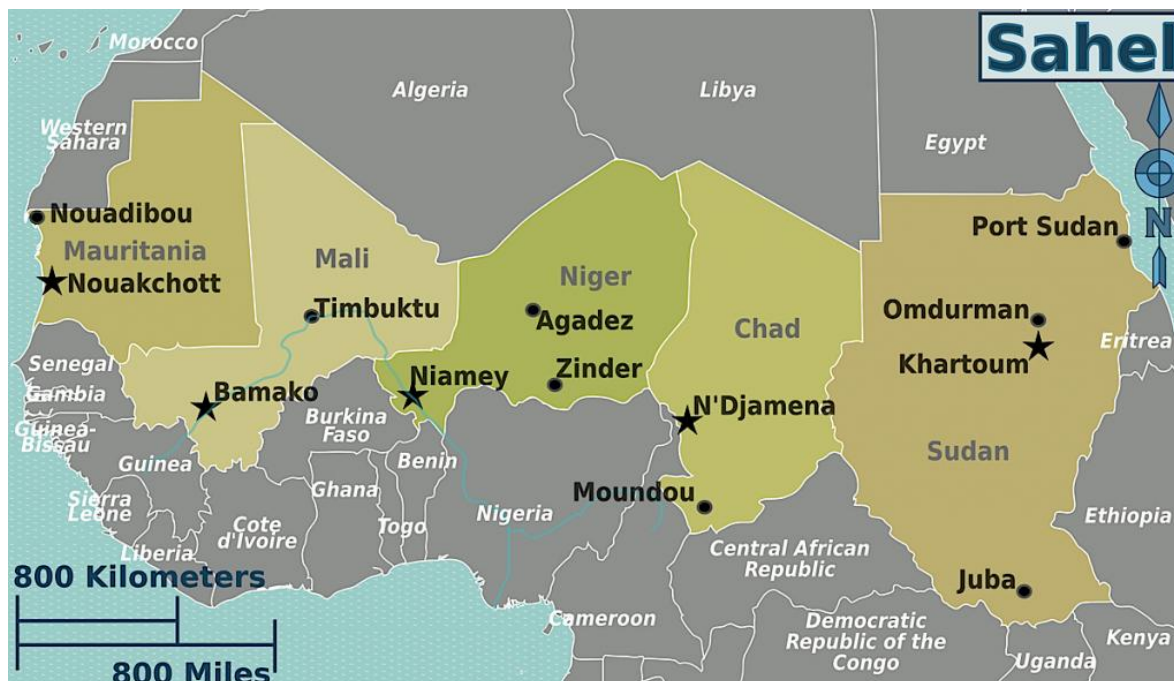 Sahel
Morocco
Algeria
Libya
Egypt
Western
Sahara
Nouadibou
Mauritania
Nouakchott
Mali
Timbuktu
Niger
Agadez
Zinder
Chad
Port Sudan
Omdurman
Khartoum
Eritrea
Senegal
Gambia
Guinea-
Bissau
Bamako
Niamey
N'Djamena
Burkina
Faso
Sudan
Guinea
Benin
Ghana
Moundou
Sierra
Leone
Cote
d'Ivoire
Togo
Nigeria
Ethiopia
Liberia
Central African
Republic
800 Kilometers
Juba
Cameroon
Democratic
Republic of the
Congo
Kenya
Uganda
800 Miles
N